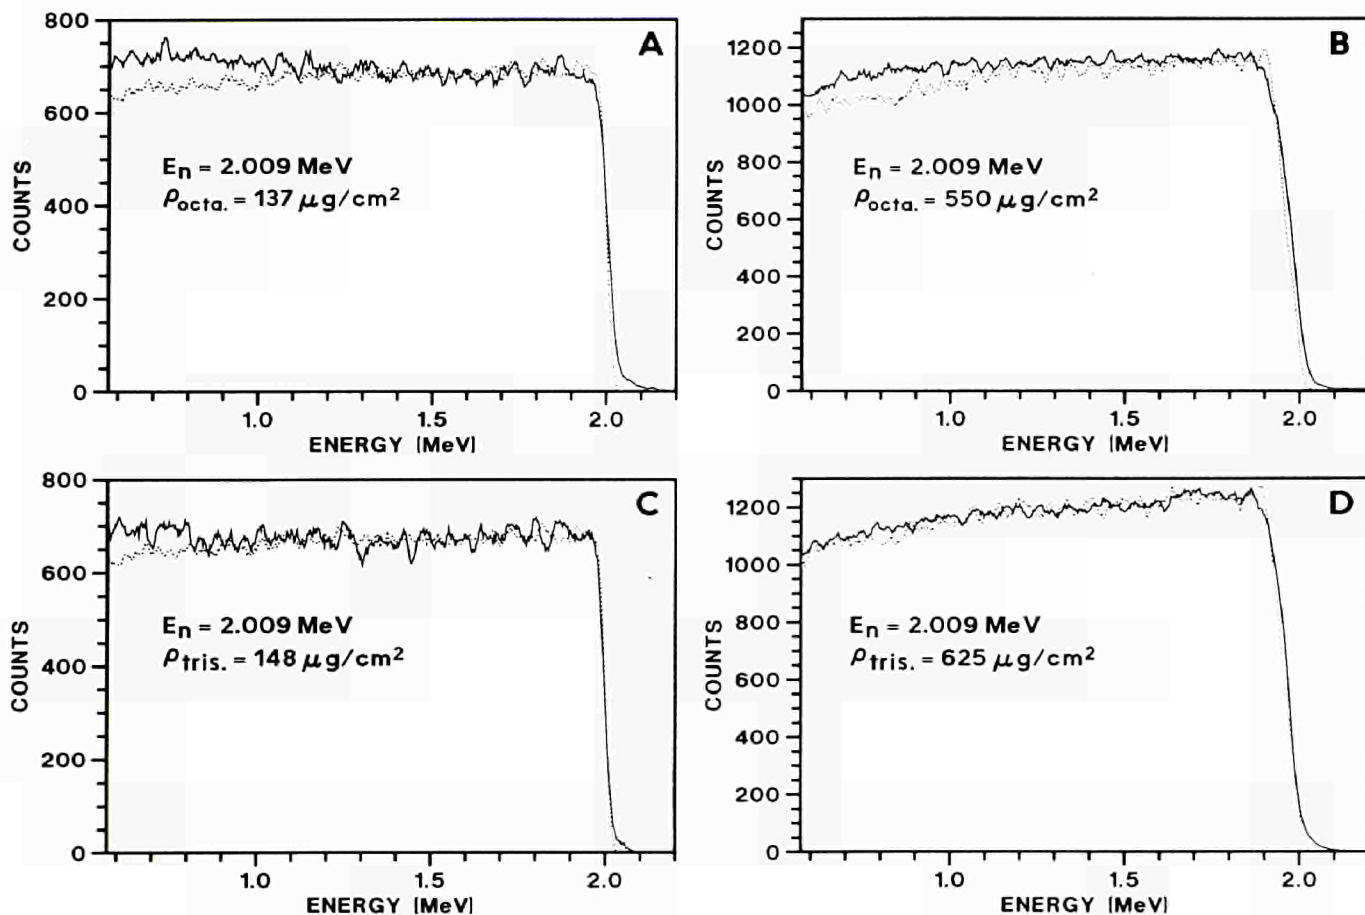 800
600
400
200
0
COUNTS
A
En = 2.009 MeV
ρocta. = 137 μg/cm²
1.0 1.5 2.0
ENERGY [MeV]
1200
1000
800
600
400
200
0
COUNTS
B
En = 2.009 MeV
ρocta. = 550 μg/cm²
1.0 1.5 2.0
ENERGY [MeV]
800
600
400
200
0
COUNTS
C
En = 2.009 MeV
ρtris. = 148 μg/cm²
1.0 1.5 2.0
ENERGY [MeV]
1200
1000
800
600
400
200
0
COUNTS
D
En = 2.009 MeV
ρtris. = 625 μg/cm²
1.0 1.5 2.0
ENERGY [MeV]